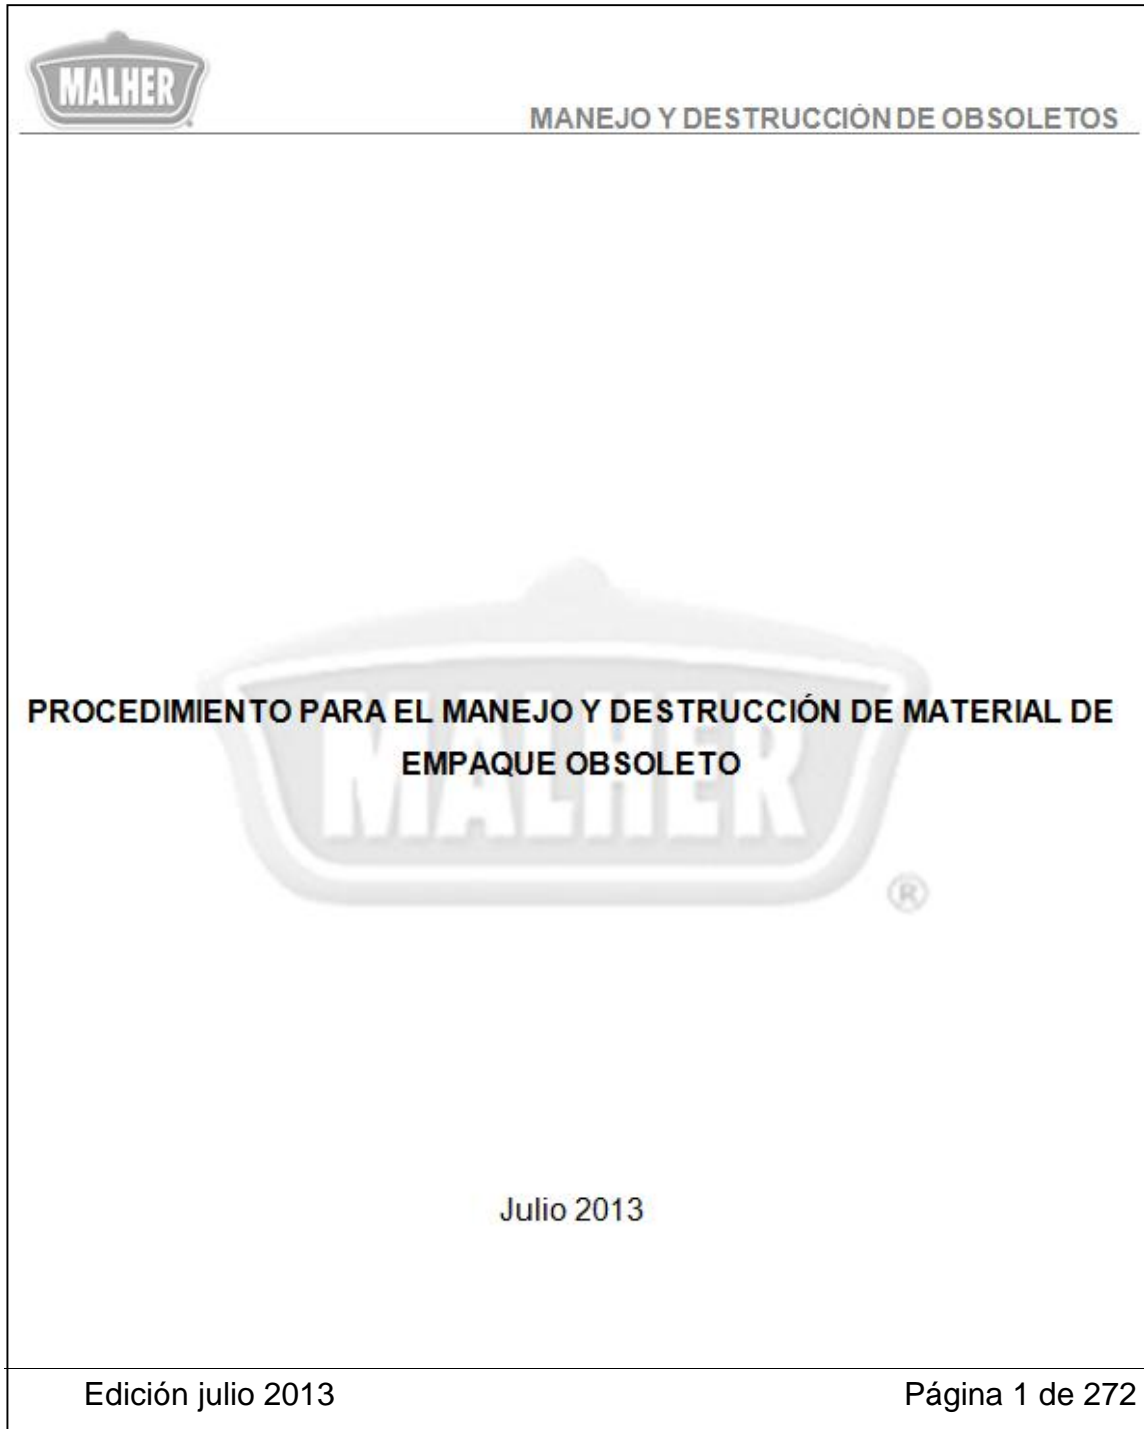 MALHER
MANEJO Y DESTRUCCIÓN DE OBSOLETOS
PROCEDIMIENTO PARA EL MANEJO Y DESTRUCCIÓN DE MATERIAL DE
EMPAQUE OBSOLETO
MALHER
®
Julio 2013
Edición julio 2013
Página 1 de 272